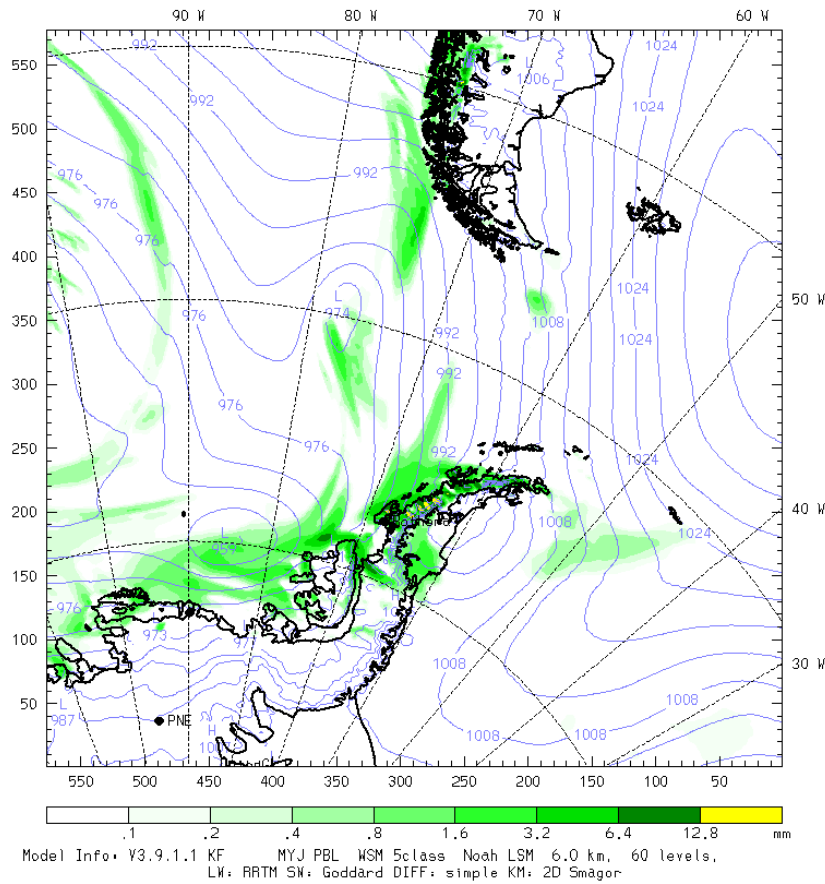 90 W 80 W 70 W 60 W
992 1024
550 L 1006
992 1024
500
976 992
450 976
976
400 1024
L
350 976 974 1008 50 W
992 1024
300 992
976
250 976 992
1024
200 L 40 W
1008 1024
150
976
100 973
1008 30 W
50 L 1008
987 PNE H 1008 1008
550 500 450 400 350 300 250 200 150 100 50
.1 .2 .4 .8 1.6 3.2 6.4 12.8 mm
Model Info: V3.9.1.1 KF MYJ PBL WSM 5class Noah LSM 6.0 km, 60 levels,
LW: RRTM SW: Goddard DIFF: simple KM: 2D Smagor